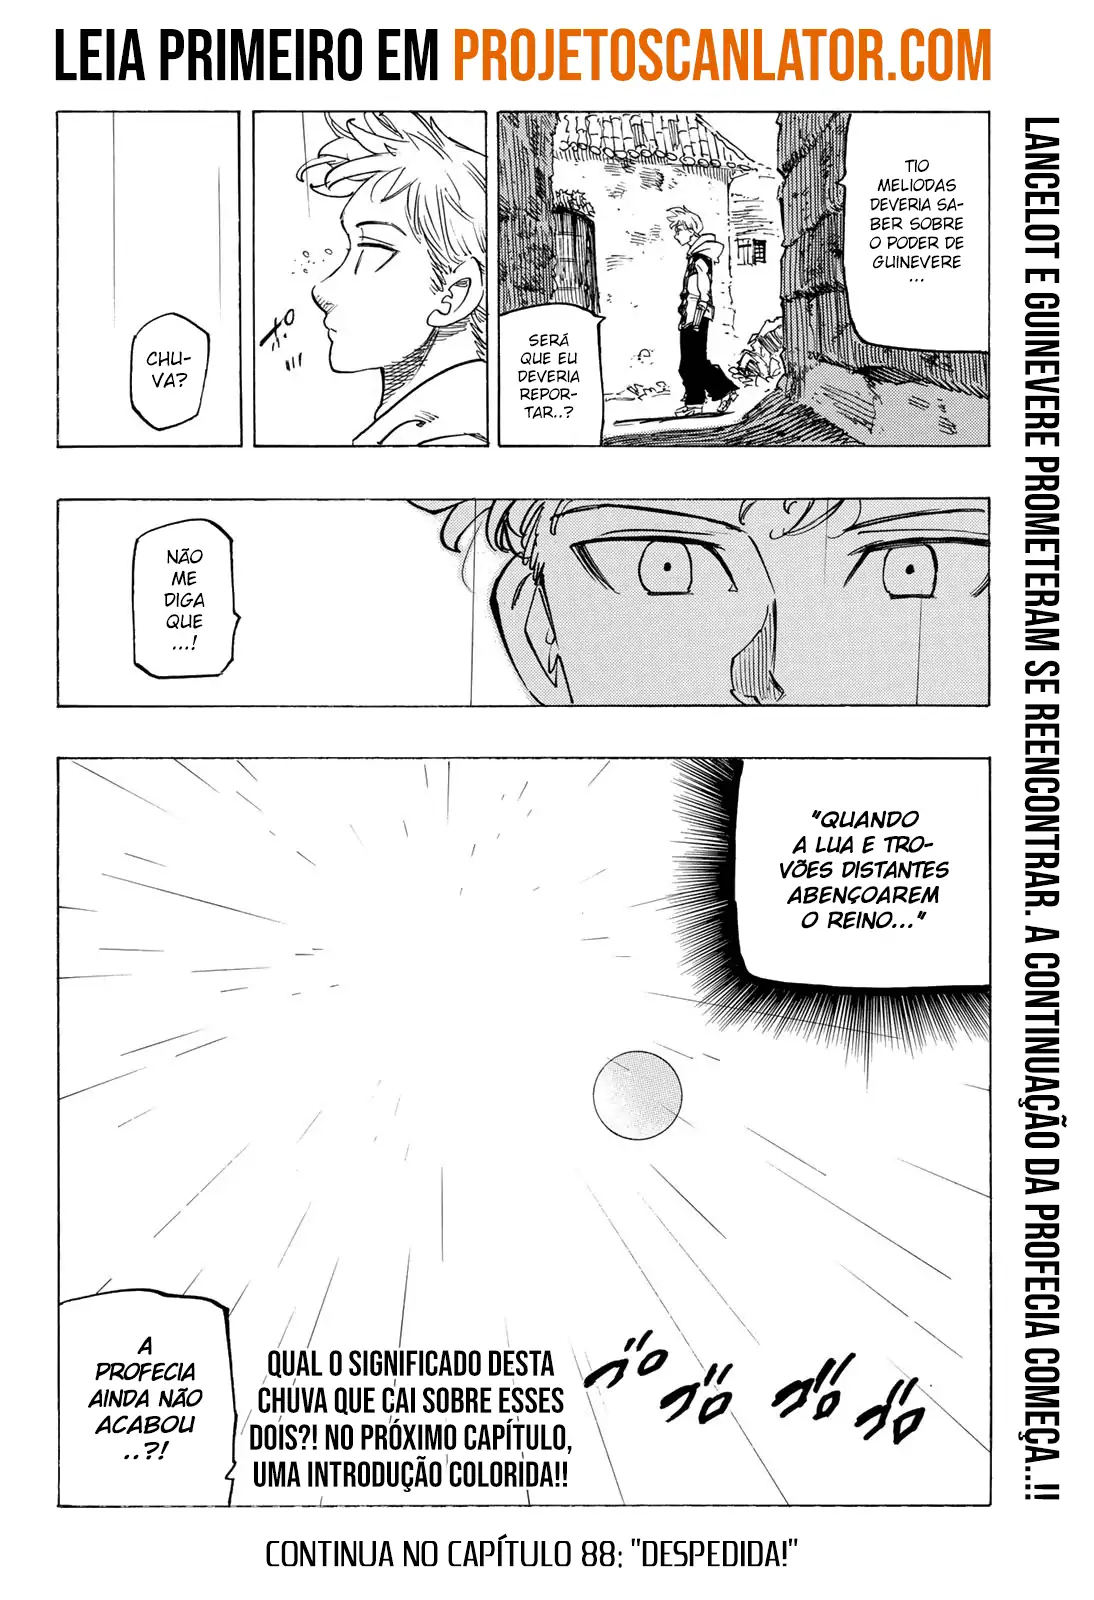 LEIA PRIMEIRO EM PROJETOSCANLATOR.COM
TIO
MELIODAS
DEVERIA SA-
BER SOBRE
O PODER DE
GUINEVERE
...
SERÁ
QUE EU
DEVERIA
REPOR-
TAR..?
CHU-
VA?
NÃO
ME
DIGA
QUE
...!
"QUANDO
A LUA E TRO-
VÕES DISTANTES
ABENÇOAREM
O REINO..."
ゴロ ゴロ ゴロ ゴロ
A
PROFECIA
AINDA NÃO
ACABOU
..?!
QUAL O SIGNIFICADO DESTA
CHUVA QUE CAI SOBRE ESSES
DOIS?! NO PRÓXIMO CAPÍTULO,
UMA INTRODUÇÃO COLORIDA!!
LANCELOT E GUINEVERE PROMETERAM SE REENCONTRAR. A CONTINUAÇÃO DA PROFECIA COMEÇA...!!
CONTINUA NO CAPÍTULO 88: "DESPEDIDA!"